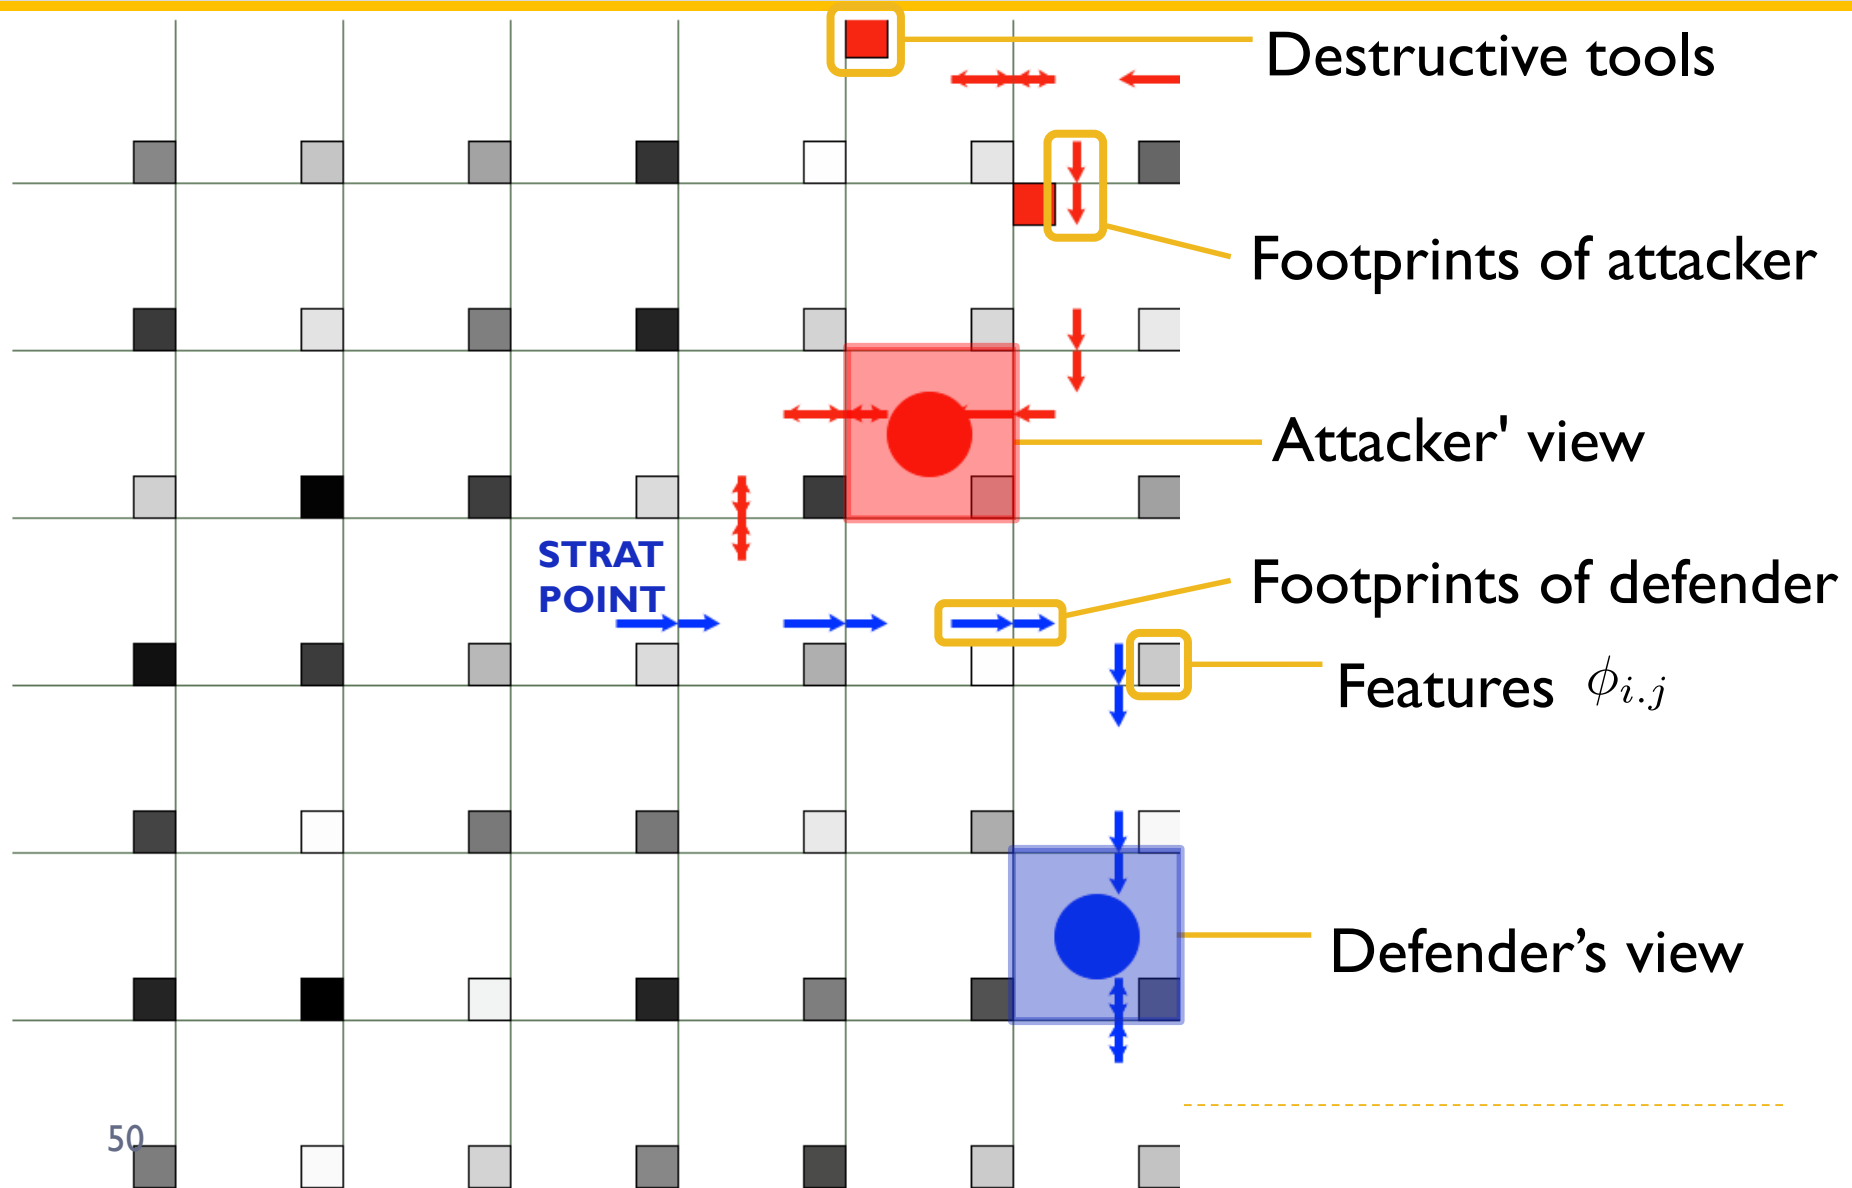 Destructive tools
Footprints of attacker
Attacker' view
STRAT
POINT
Footprints of defender
Features ϕi.j
Defender’s view
50